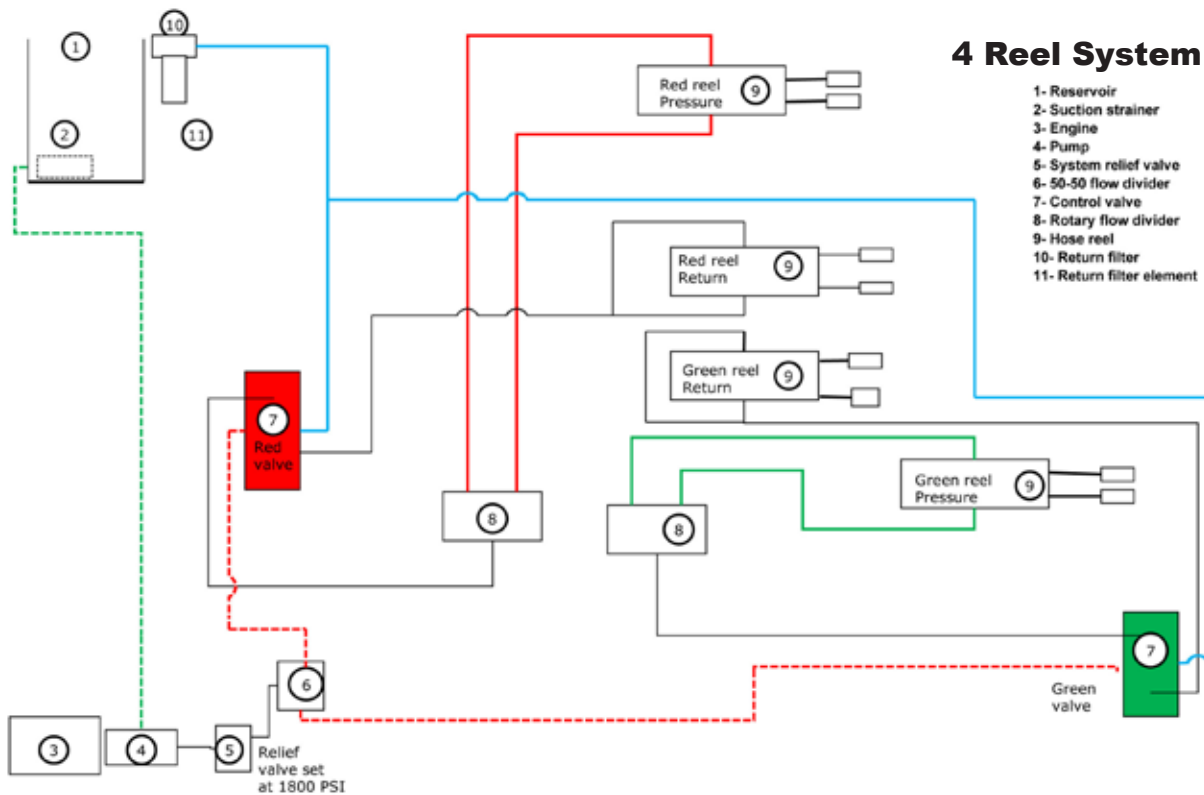 4 Reel System
1- Reservoir
2- Suction strainer
3- Engine
4- Pump
5- System relief valve
6- 50-50 flow divider
7- Control valve
8- Rotary flow divider
9- Hose reel
10- Return filter
11- Return filter element
10
1
2
11
Red reel
Pressure
9
Red reel
Return
9
Green reel
Return
9
7
Red
valve
Green reel
Pressure
9
8
8
7
Green
valve
6
3
4
5
Relief
valve set
at 1800 PSI